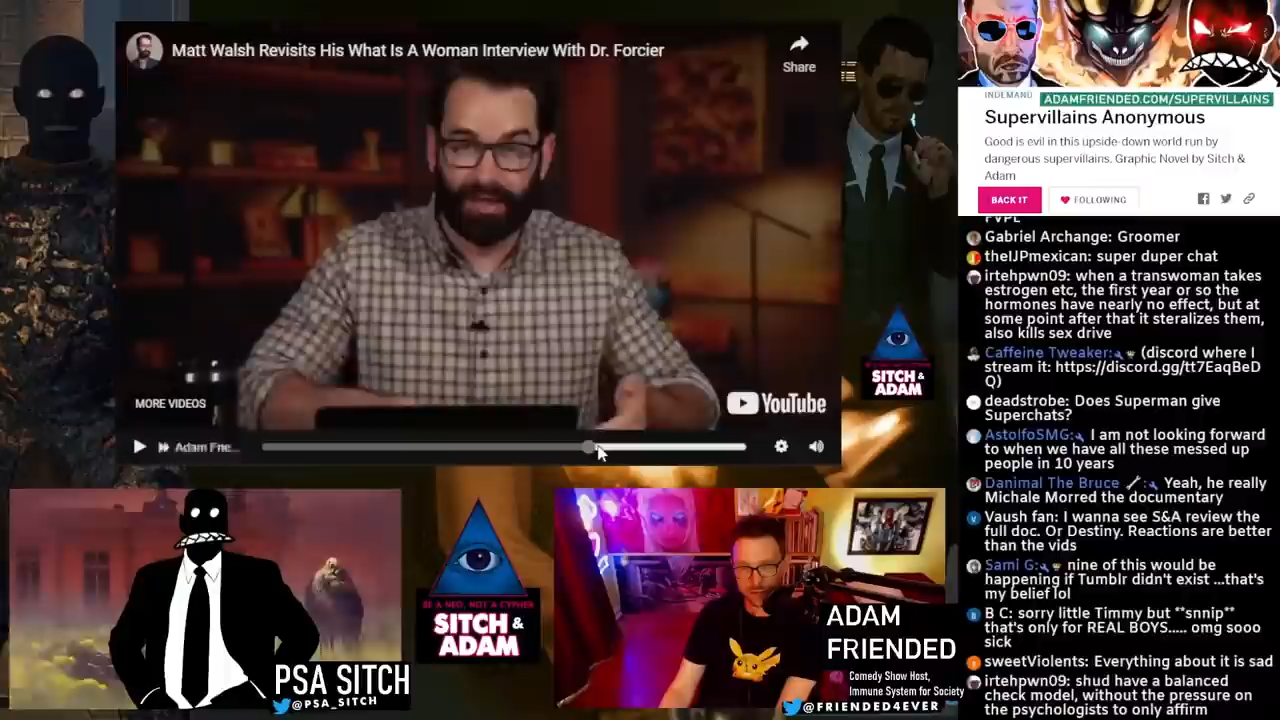 Matt Walsh Revisits His What Is A Woman Interview With Dr. Forcier
Share
MORE VIDEOS
YouTube
Adam Frie...
SITCH &
ADAM
BE A NEO, NOT A CYPHER
SITCH &
ADAM
PSA SITCH
@PSA_SITCH
ADAM
FRIENDED
Comedy Show Host,
Immune System for Society
@FRIENDED4EVER
INDEMAND
ADAMFRIENDED.COM/SUPERVILLAINS
Supervillains Anonymous
Good is evil in this upside-down world run by
dangerous supervillains. Graphic Novel by Sitch &
Adam
BACK IT
FOLLOWING
Gabriel Archange: Groomer
theIJPmexican: super duper chat
irtehpwn09: when a transwoman takes
estrogen etc, the first year or so the
hormones have nearly no effect, but at
some point after that it steralizes them,
also kills sex drive
Caffeine Tweaker: (discord where I
stream it: https://discord.gg/tt7EaqBeD
Q)
deadstrobe: Does Superman give
Superchats?
AstolfoSMG: I am not looking forward
to when we have all these messed up
people in 10 years
Danimal The Bruce : Yeah, he really
Michale Morred the documentary
Vaush fan: I wanna see S&A review the
full doc. Or Destiny. Reactions are better
than the vids
Sami G: nine of this would be
happening if Tumblr didn't exist ...that's
my belief lol
B C: sorry little Timmy but **snnip**
that's only for REAL BOYS..... omg sooo
sick
sweetViolents: Everything about it is sad
irtehpwn09: shud have a balanced
check model, without the pressure on
the psychologists to only affirm